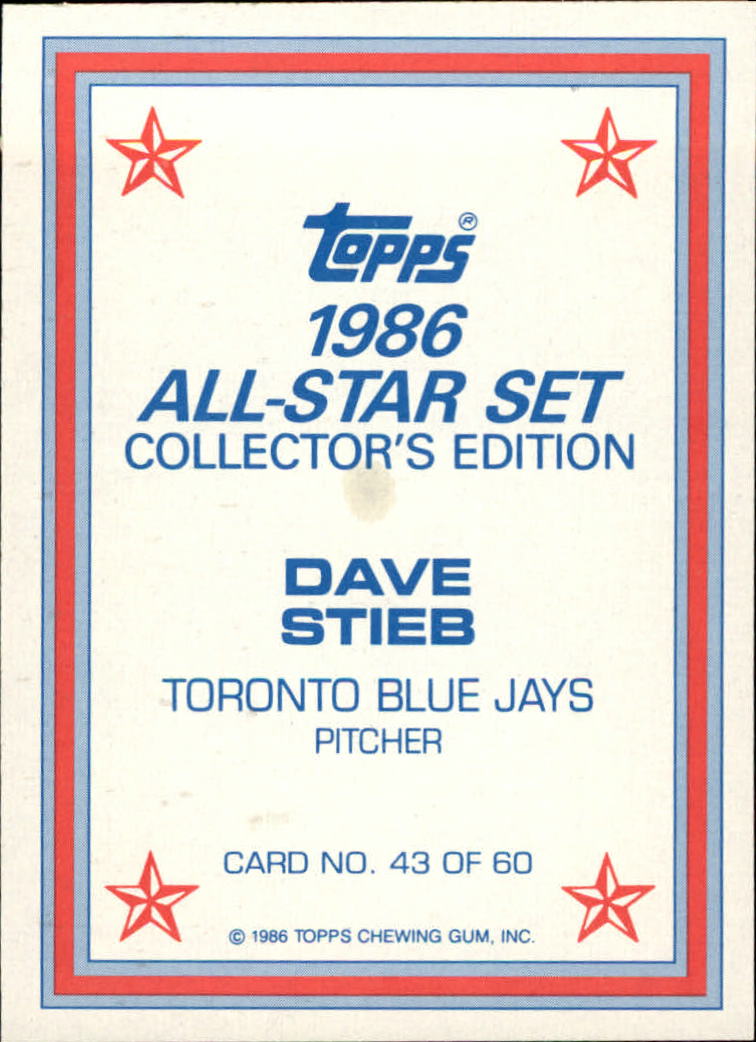 TOPPS®
1986
ALL-STAR SET
COLLECTOR'S EDITION
DAVE
STIEB
TORONTO BLUE JAYS
PITCHER
CARD NO. 43 OF 60
© 1986 TOPPS CHEWING GUM, INC.